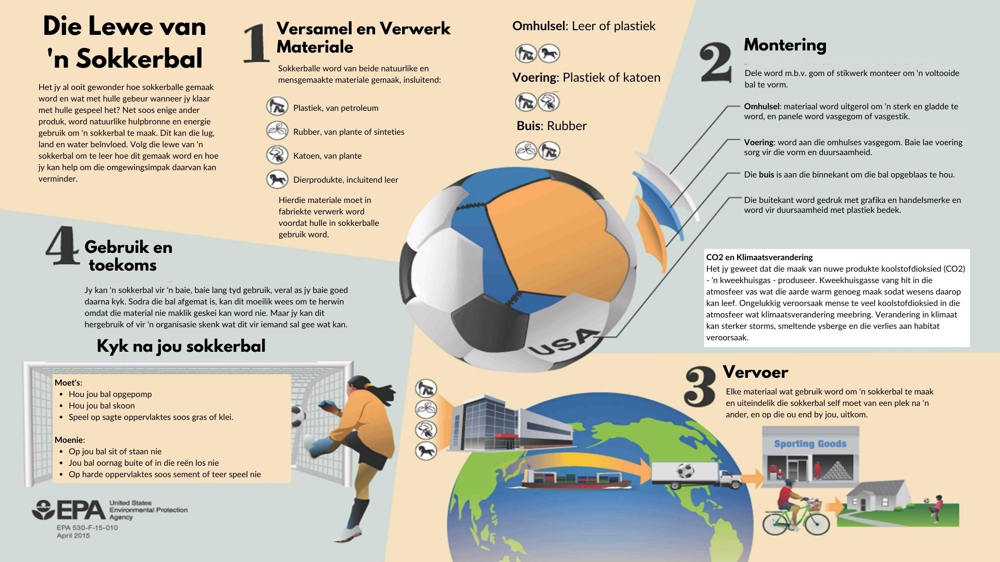 Die Lewe van
'n Sokkerbal
Het jy al ooit gewonder hoe sokkerballe gemaak
word en wat met hulle gebeur wanneer jy klaar
met hulle gespeel het? Net soos enige ander
produk, word natuurlike hulpbronne en energie
gebruik om 'n sokkerbal te maak. Dit kan die lug,
land en water beïnvloed. Volg die lewe van 'n
sokkerbal om te leer hoe dit gemaak word en hoe
jy kan help om die omgewingsimpak daarvan kan
verminder.
1
Versamel en Verwerk
Materiale
Sokkerballe word van beide natuurlike en
mensgemaakte materiale gemaak, insluitend:
Plastiek, van petroleum
Rubber, van plante of sinteties
Katoen, van plante
Dierprodukte, incluitend leer
Hierdie materiale moet in
fabriekte verwerk word
voordat hulle in sokkerballe
gebruik word.
Omhulsel: Leer of plastiek
Voering: Plastiek of katoen
Buis: Rubber
2
Montering
Dele word m.b.v. gom of stikwerk monteer om 'n voltooide
bal te vorm.
Omhulsel: materiaal word uitgerol om 'n sterk en gladde te
word, en panele word vasgegom of vasgestik.
Voering: word aan die omhulses vasgegom. Baie lae voering
sorg vir die vorm en duursaamheid.
Die buis is aan die binnekant om die bal opgeblaas te hou.
Die buitekant word gedruk met grafika en handelsmerke en
word vir duursaamheid met plastiek bedek.
USA
CO2 en Klimaatsverandering
Het jy geweet dat die maak van nuwe produkte koolstofdioksied (CO2)
- 'n kweekhuisgas - produseer. Kweekhuisgasse vang hit in die
atmosfeer vas wat die aarde warm genoeg maak sodat wesens daarop
kan leef. Ongelukkig veroorsaak mense te veel koolstofdioksied in die
atmosfeer wat klimaatsverandering meebring. Verandering in klimaat
kan sterker storms, smeltende ysberge en die verlies aan habitat
veroorsaak.
3
Vervoer
Elke materiaal wat gebruik word om 'n sokkerbal te maak
en uiteindelik die sokkerbal self moet van een plek na 'n
ander, en op die ou end by jou, uitkom.
Sporting Goods
4
Gebruik en
toekoms
Jy kan 'n sokkerbal vir 'n baie, baie lang tyd gebruik, veral as jy baie goed
daarna kyk. Sodra die bal afgemat is, kan dit moeilik wees om te herwin
omdat die material nie maklik geskei kan word nie. Maar jy kan dit
hergebruik of vir 'n organisasie skenk wat dit vir iemand sal gee wat kan.
Kyk na jou sokkerbal
Moet's:
• Hou jou bal opgepomp
• Hou jou bal skoon
• Speel op sagte oppervlaktes soos gras of klei.
Moenie:
• Op jou bal sit of staan nie
• Jou bal oornag buite of in die reën los nie
• Op harde oppervlaktes soos sement of teer speel nie
EPA
United States
Environmental Protection
Agency
EPA 530-F-15-010
April 2015